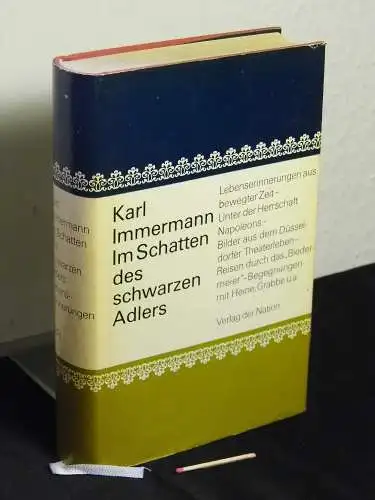 Karl
Immermann
Im Schatten
des
schwarzen
Adlers
Lebenserinnerungen aus
bewegter Zeit –
Unter der Herrschaft
Napoleons –
Bilder aus dem Düssel
dorfer Theaterleben –
Reisen durch das „Bieder
meier“ – Begegnungen
mit Heine, Grabbe u.a.
Verlag der Nation